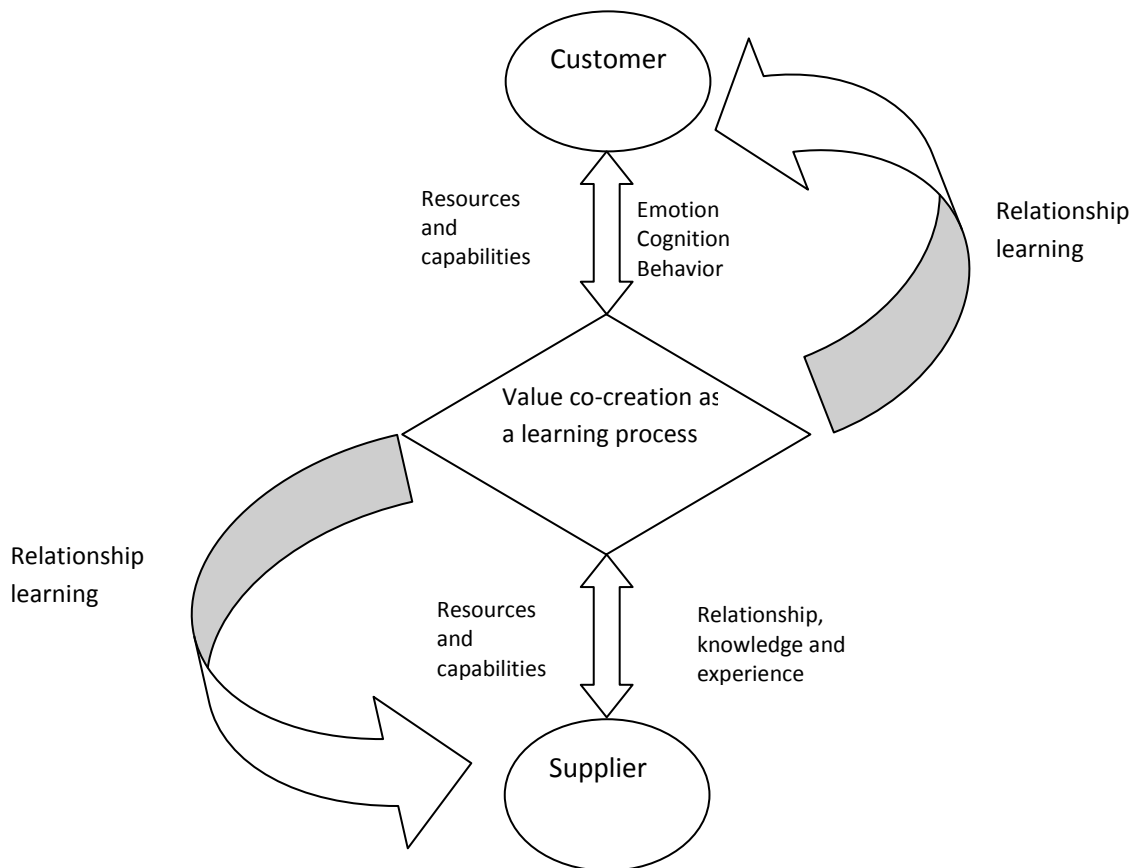 Customer
Resources
and
capabilities
Emotion
Cognition
Behavior
Relationship
learning
Value co-creation as
a learning process
Relationship
learning
Resources
and
capabilities
Relationship,
knowledge and
experience
Supplier